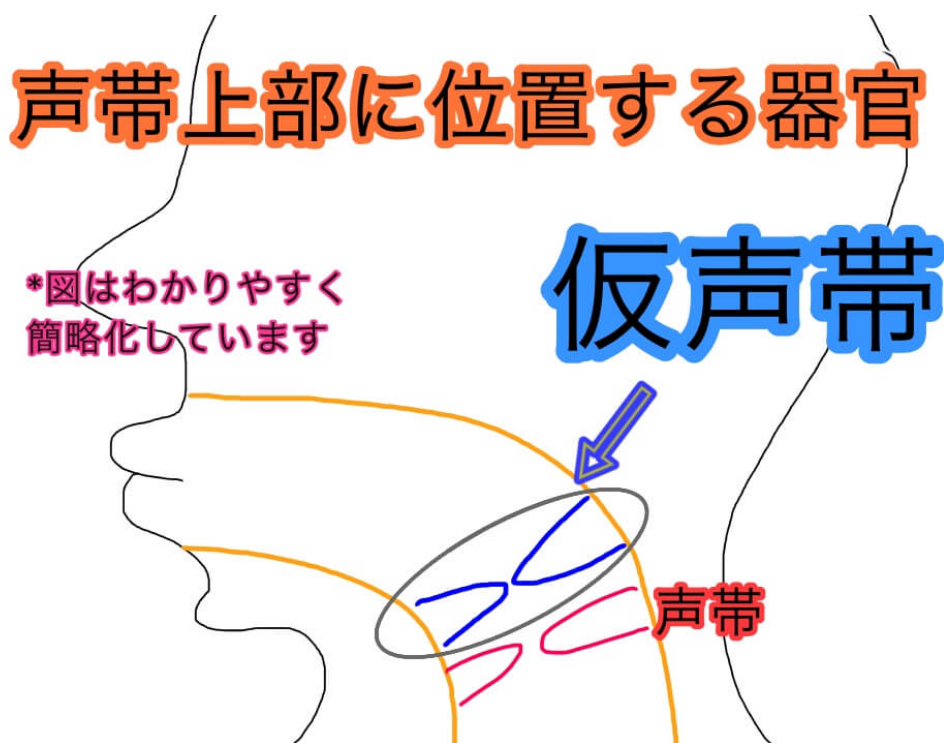 声帯上部に位置する器官
仮声帯
*図はわかりやすく
簡略化しています
声帯